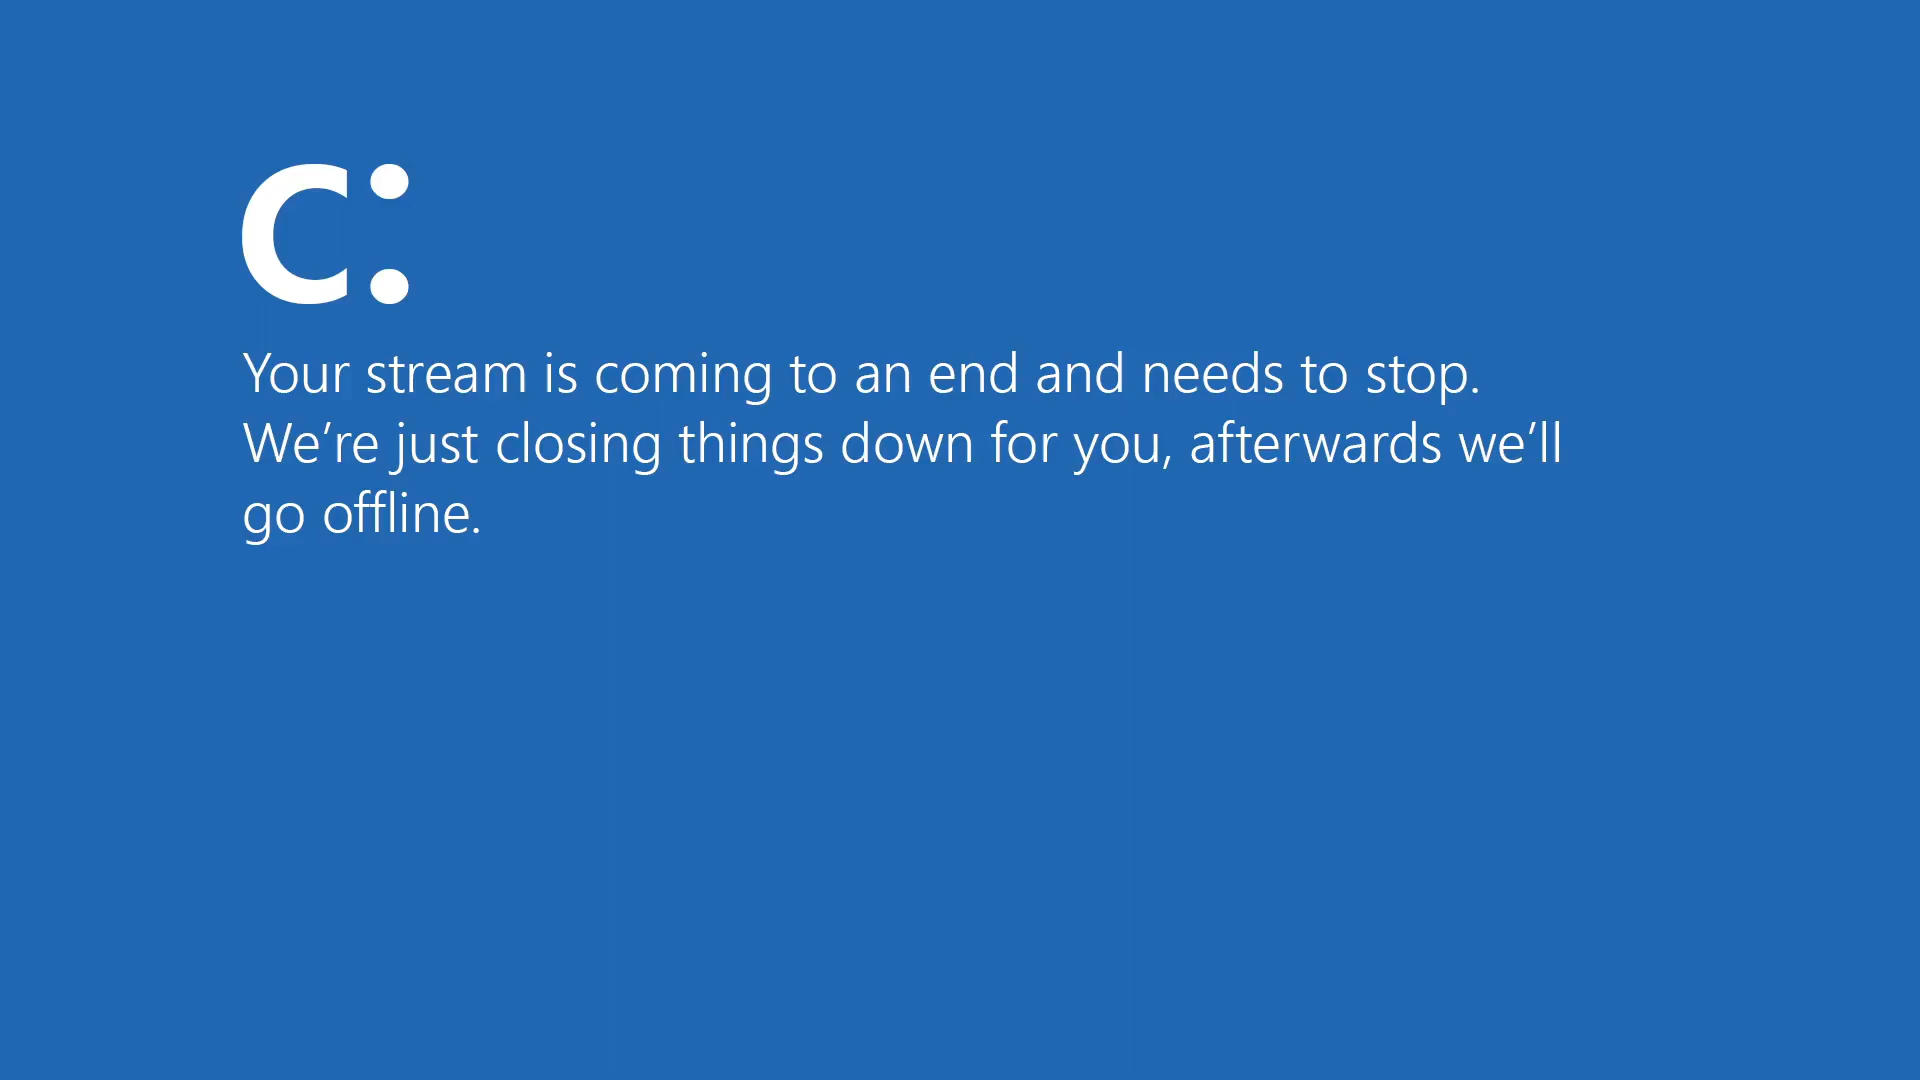 C:
Your stream is coming to an end and needs to stop.
We’re just closing things down for you, afterwards we’ll
go offline.